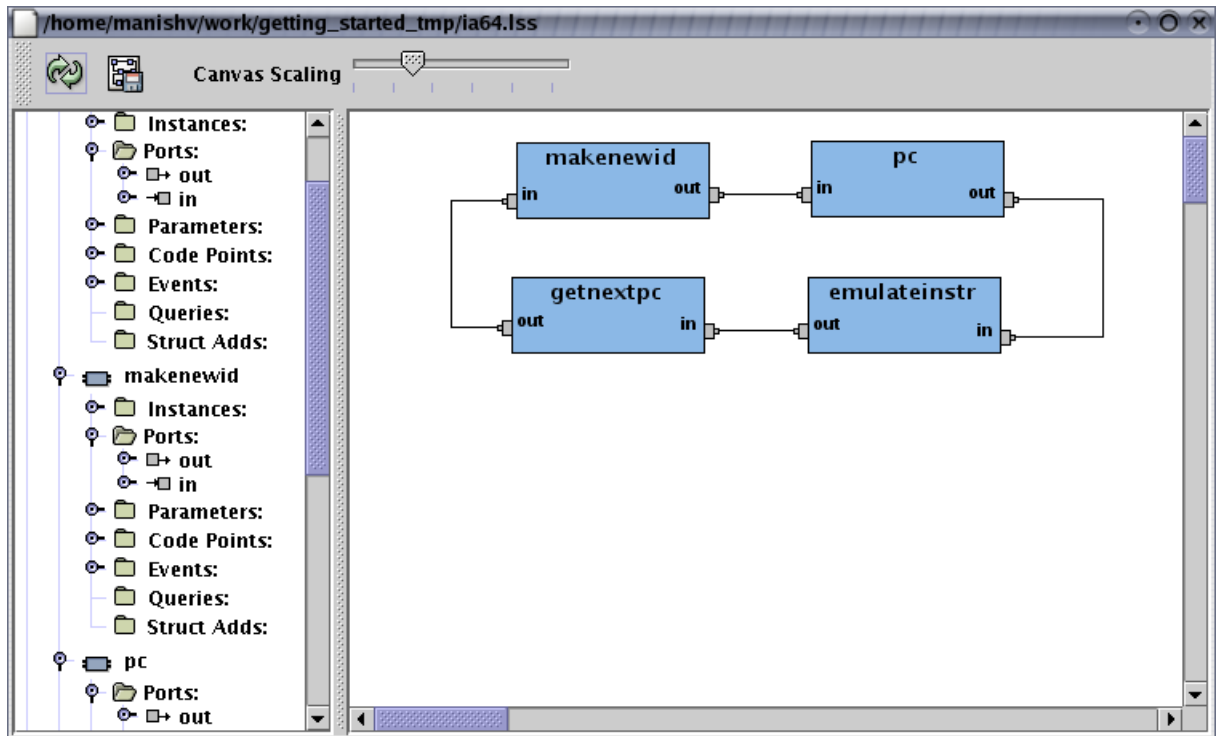 /home/manishv/work/getting_started_tmp/ia64.lss
Canvas Scaling
Instances:
Ports:
out
in
Parameters:
Code Points:
Events:
Queries:
Struct Adds:
makenewid
Instances:
Ports:
out
in
Parameters:
Code Points:
Events:
Queries:
Struct Adds:
pc
Ports:
out
makenewid
in
out
pc
in
out
getnextpc
out
in
emulateinstr
out
in